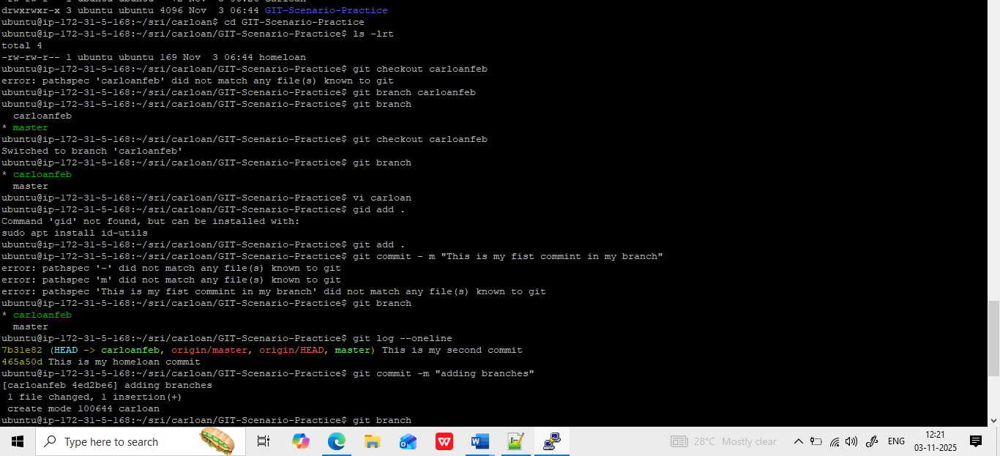 drwxrwxr-x 3 ubuntu ubuntu 4096 Nov  3 06:44 GIT-Scenario-Practice
ubuntu@ip-172-31-5-168:~/sri/carloan$ cd GIT-Scenario-Practice
ubuntu@ip-172-31-5-168:~/sri/carloan/GIT-Scenario-Practice$ ls -lrt
total 4
-rw-rw-r-- 1 ubuntu ubuntu 169 Nov  3 06:44 homeloan
ubuntu@ip-172-31-5-168:~/sri/carloan/GIT-Scenario-Practice$ git checkout carloanfeb
error: pathspec 'carloanfeb' did not match any file(s) known to git
ubuntu@ip-172-31-5-168:~/sri/carloan/GIT-Scenario-Practice$ git branch carloanfeb
ubuntu@ip-172-31-5-168:~/sri/carloan/GIT-Scenario-Practice$ git branch
  carloanfeb
* master
ubuntu@ip-172-31-5-168:~/sri/carloan/GIT-Scenario-Practice$ git checkout carloanfeb
Switched to branch 'carloanfeb'
ubuntu@ip-172-31-5-168:~/sri/carloan/GIT-Scenario-Practice$ git branch
* carloanfeb
  master
ubuntu@ip-172-31-5-168:~/sri/carloan/GIT-Scenario-Practice$ vi carloan
ubuntu@ip-172-31-5-168:~/sri/carloan/GIT-Scenario-Practice$ gid add .
Command 'gid' not found, but can be installed with:
sudo apt install id-utils
ubuntu@ip-172-31-5-168:~/sri/carloan/GIT-Scenario-Practice$ git add .
ubuntu@ip-172-31-5-168:~/sri/carloan/GIT-Scenario-Practice$ git commit - m "This is my fist commint in my branch"
error: pathspec '-' did not match any file(s) known to git
error: pathspec 'm' did not match any file(s) known to git
error: pathspec 'This is my fist commint in my branch' did not match any file(s) known to git
ubuntu@ip-172-31-5-168:~/sri/carloan/GIT-Scenario-Practice$ git branch
* carloanfeb
  master
ubuntu@ip-172-31-5-168:~/sri/carloan/GIT-Scenario-Practice$ git log --oneline
7b31e82 (HEAD -> carloanfeb, origin/master, origin/HEAD, master) This is my second commit
465a50d This is my homeloan commit
ubuntu@ip-172-31-5-168:~/sri/carloan/GIT-Scenario-Practice$ git commit -m "adding branches"
[carloanfeb 4ed2be6] adding branches
 1 file changed, 1 insertion(+)
 create mode 100644 carloan
ubuntu@ip-172-31-5-168:~/sri/carloan/GIT-Scenario-Practice$ git branch
Type here to search
28°C Mostly clear
ENG
12:21
03-11-2025